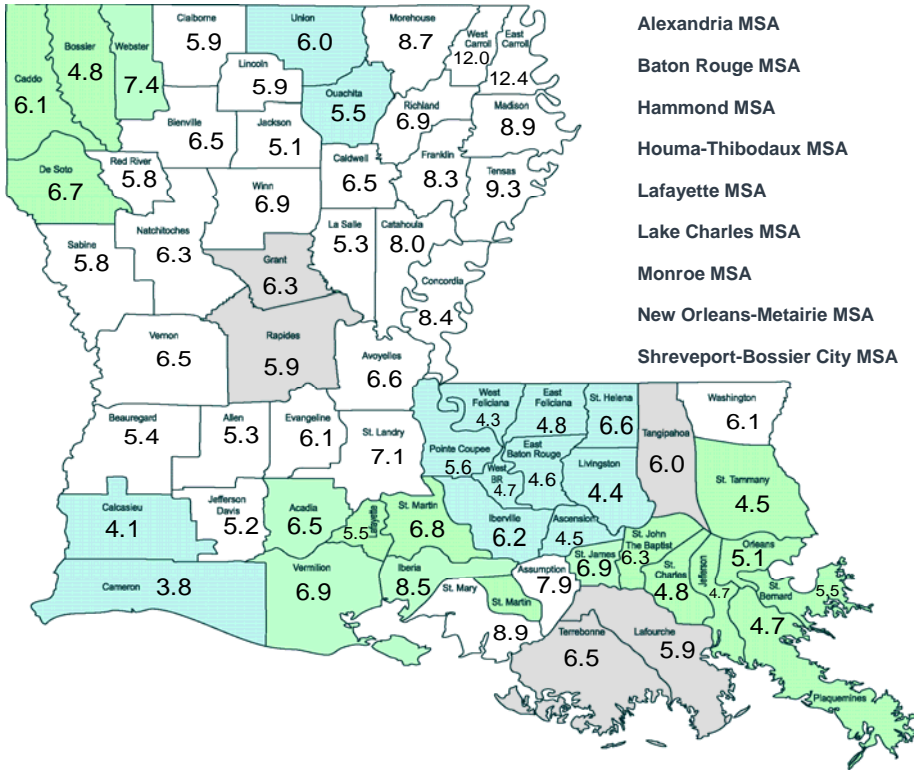 Alexandria MSA
Baton Rouge MSA
Hammond MSA
Houma-Thibodaux MSA
Lafayette MSA
Lake Charles MSA
Monroe MSA
New Orleans-Metairie MSA
Shreveport-Bossier City MSA
Caddo
6.1
Bossier
4.8
Webster
7.4
Claiborne
5.9
Union
6.0
Morehouse
8.7
West
Carroll
12.0
East
Carroll
12.4
Lincoln
5.9
Ouachita
5.5
Richland
6.9
Madison
8.9
Bienville
6.5
Jackson
5.1
De Soto
6.7
Red River
5.8
Caldwell
6.5
Franklin
8.3
Tensas
9.3
Winn
6.9
Natchitoches
6.3
Sabine
5.8
La Salle
5.3
Catahoula
8.0
Grant
6.3
Concordia
8.4
Vernon
6.5
Rapides
5.9
Avoyelles
6.6
Beauregard
5.4
Allen
5.3
Evangeline
6.1
St. Landry
7.1
West
Feliciana
4.3
East
Feliciana
4.8
St. Helena
6.6
Tangipahoa
6.0
Washington
6.1
Pointe Coupee
5.6
West
BR
4.7
East
Baton Rouge
4.6
Livingston
4.4
St. Tammany
4.5
Calcasieu
4.1
Jefferson
Davis
5.2
Acadia
6.5
Lafayette
5.5
St. Martin
6.8
Iberville
6.2
Ascension
4.5
St. John
The Baptist
6.3
Orleans
5.1
Cameron
3.8
Vermilion
6.9
Iberia
8.5
St. Mary
8.9
St. Martin
Assumption
7.9
St. James
6.9
St.
Charles
4.8
Jefferson
4.7
St.
Bernard
5.5
4.7
Plaquemines
Terrebonne
6.5
Lafourche
5.9